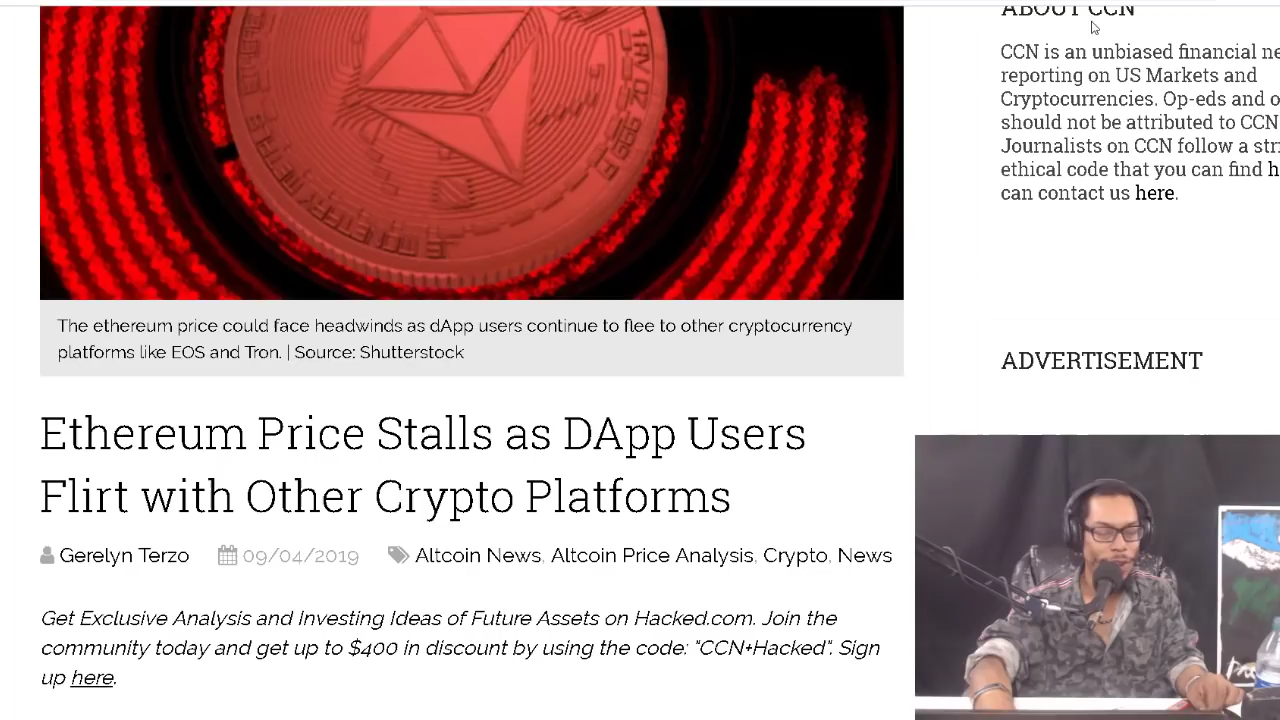 The ethereum price could face headwinds as dApp users continue to flee to other cryptocurrency
platforms like EOS and Tron. | Source: Shutterstock
Ethereum Price Stalls as DApp Users
Flirt with Other Crypto Platforms
Gerelyn Terzo 09/04/2019 Altcoin News, Altcoin Price Analysis, Crypto, News
Get Exclusive Analysis and Investing Ideas of Future Assets on Hacked.com. Join the
community today and get up to $400 in discount by using the code: "CCN+Hacked". Sign
up here.
ABOUT CCN
CCN is an unbiased financial ne
reporting on US Markets and
Cryptocurrencies. Op-eds and o
should not be attributed to CCN
Journalists on CCN follow a stri
ethical code that you can find h
can contact us here.
ADVERTISEMENT